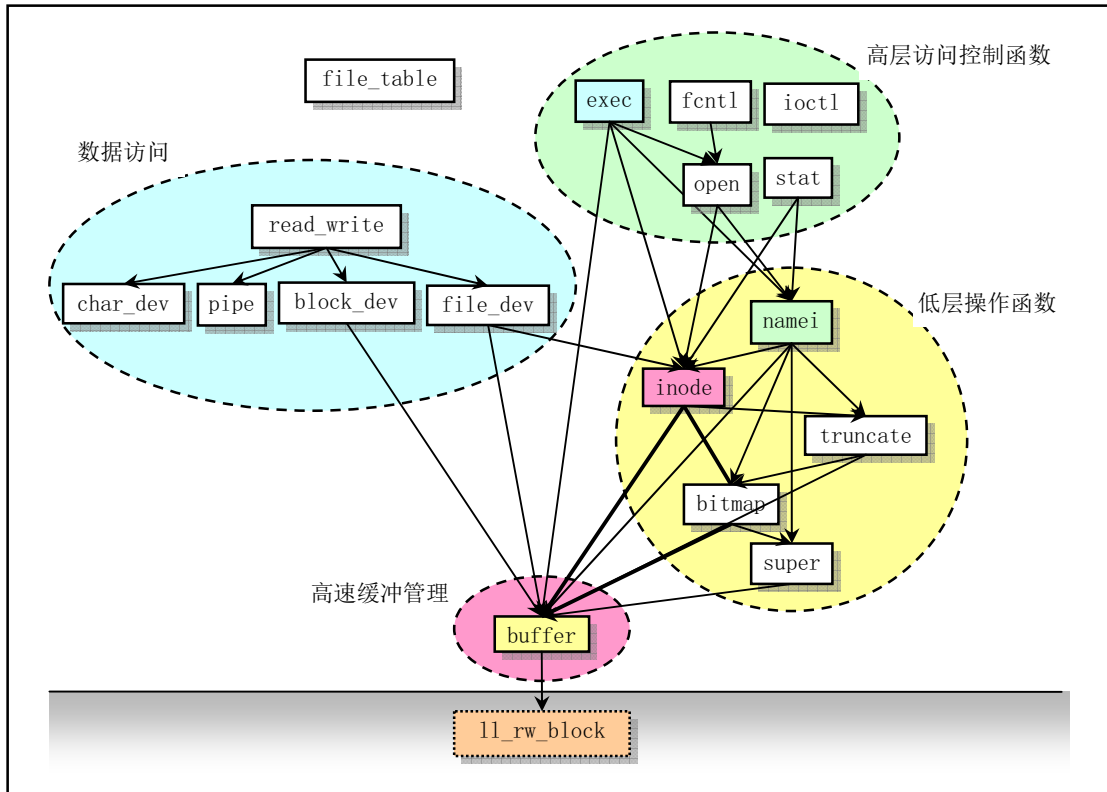 高层访问控制函数
file_table
exec
fcntl
ioctl
数据访问
open
stat
read_write
char_dev
pipe
block_dev
file_dev
低层操作函数
namei
inode
truncate
bitmap
super
高速缓冲管理
buffer
ll_rw_block